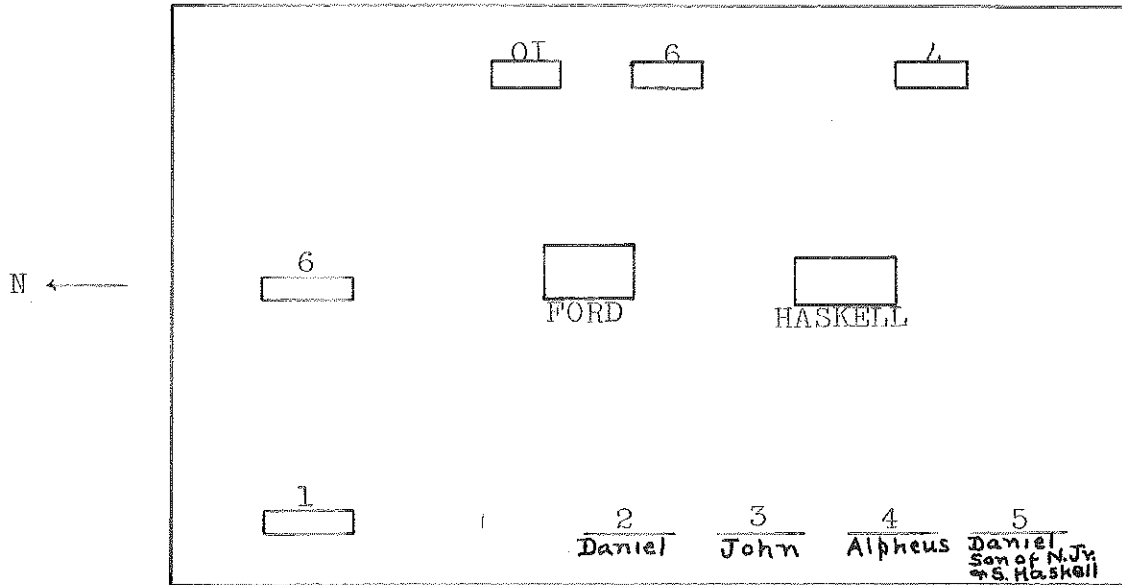 10 9 7
6
N
FORD HASKELL
1 2 3 4 5
Daniel John Alpheus Daniel
Son of N. Jr.
& S. Haskell